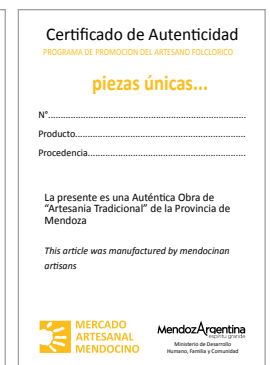 Certificado de Autenticidad
PROGRAMA DE PROMOCION DEL ARTESANO FOLCLORICO
piezas únicas...
N°...............................................................................
Producto.....................................................................
Procedencia................................................................
La presente es una Auténtica Obra de
“Artesania Tradicional” de la Provincia de
Mendoza
This article was manufactured by mendocinan
artisans
MERCADO
ARTESANAL
MENDOCINO
MendozArgentina
espíritu grande
Ministerio de Desarrollo
Humano, Familia y Comunidad